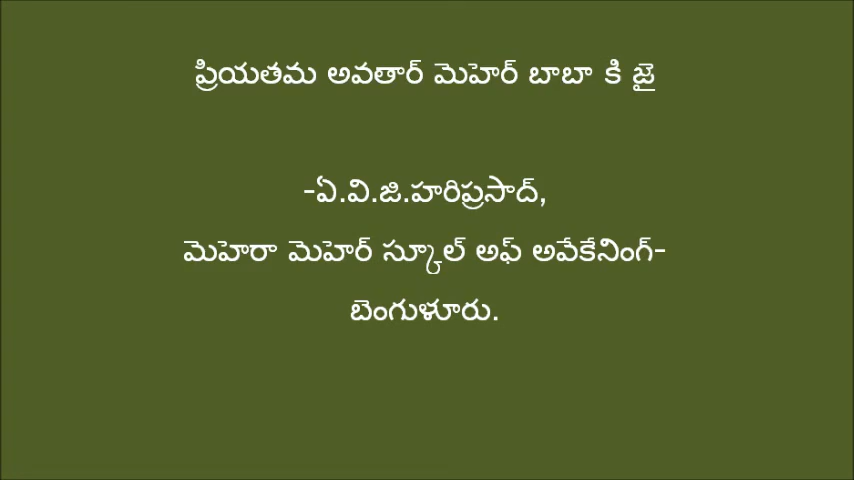 ప్రియతమ అవతార్ మెహెర్ బాబా కి జై
-ఏ.వి.జి.హరిప్రసాద్,
మెహెరా మెహెర్ స్కూల్ అఫ్ అవేకేనింగ్-
బెంగుళూరు.